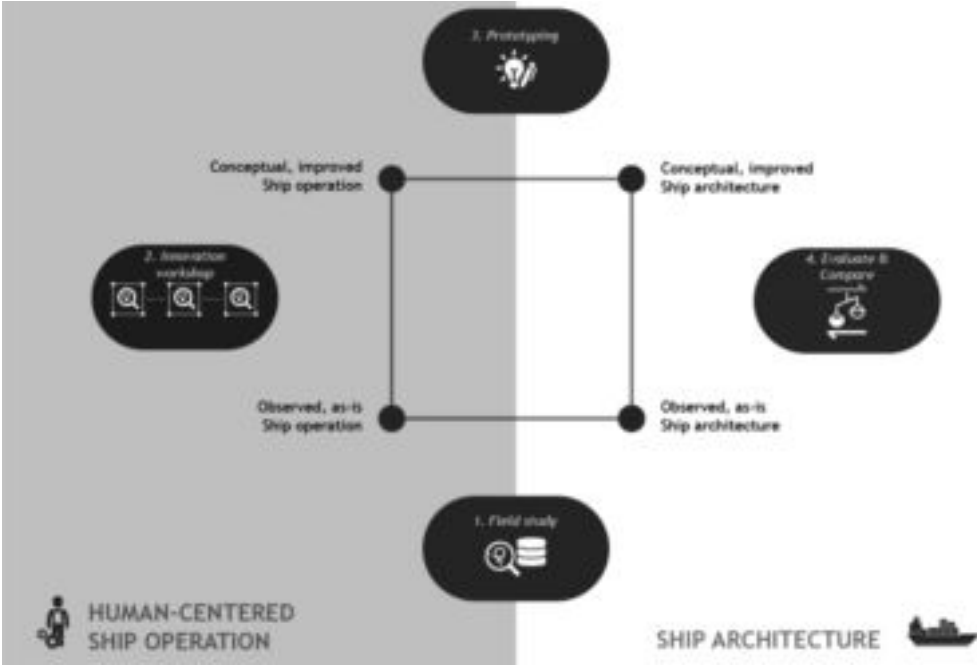 3. Prototyping
Conceptual, improved
Ship operation
Conceptual, improved
Ship architecture
2. Innovation
workshop
4. Evaluate &
Compare
Observed, as-is
Ship operation
Observed, as-is
Ship architecture
1. Field study
HUMAN-CENTERED
SHIP OPERATION
SHIP ARCHITECTURE